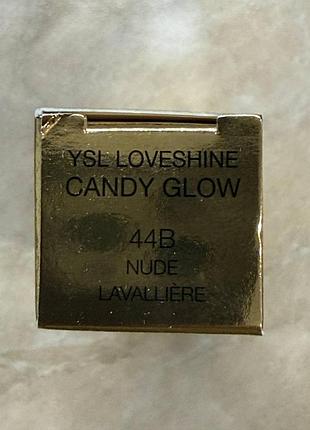 YSL LOVESHINE
CANDY GLOW
44B
NUDE
LAVALLIÈRE